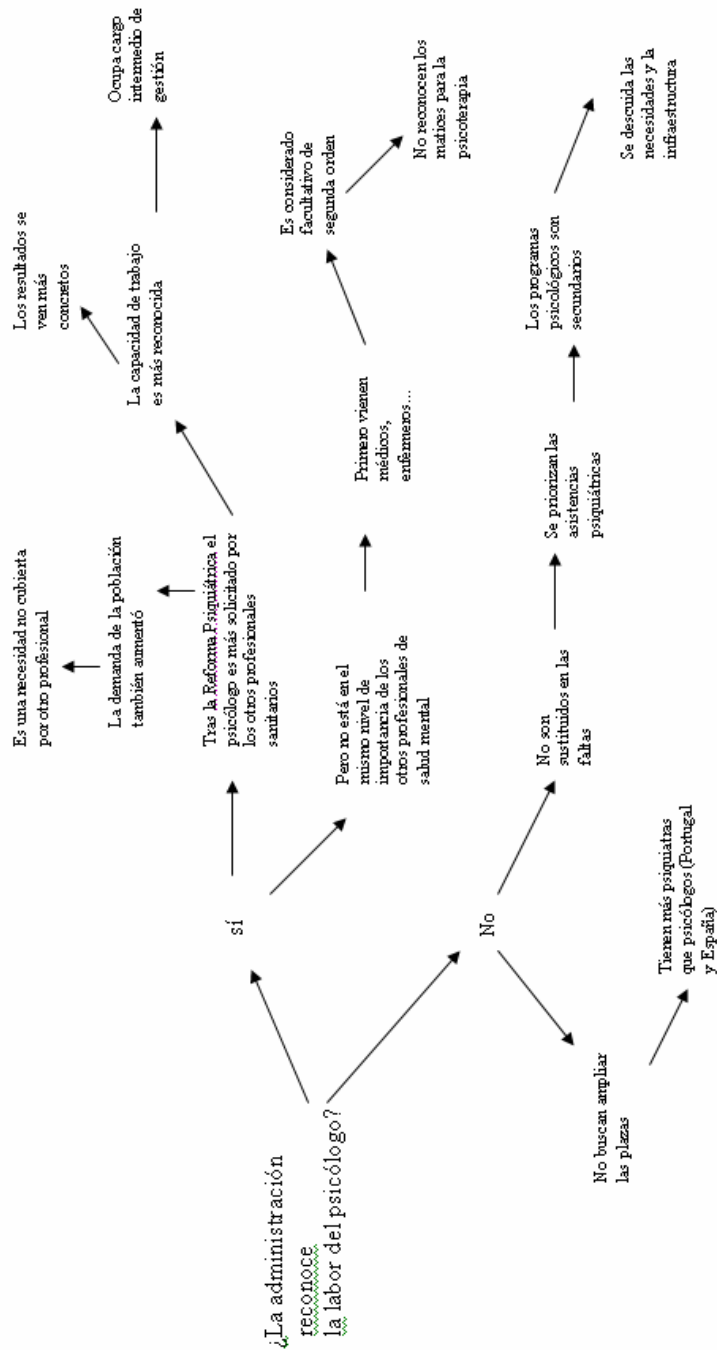 ¿La administración
reconoce
la labor del psicólogo?
sí
Tras la Reforma Psiquiátrica el
psicólogo es más solicitado por
los otros profesionales
sanitarios
La demanda de la población
también aumentó
Es una necesidad no cubierta
por otro profesional
La capacidad de trabajo
es más reconocida
Los resultados se
ven más
concretos
Ocupa cargo
intermedio de
gestión
Pero no está en el
mismo nivel de
importancia de los
otros profesionales de
salud mental
Primero vienen
médicos,
enfermeros...
Es considerado
facultativo de
segunda orden
No reconocen los
matices para la
psicoterapia
No
No son
sustituidos en las
faltas
Se priorizan las
asistencias
psiquiátricas
Los programas
psicológicos son
secundarios
Se descuida las
necesidades y la
infraestructura
No buscan ampliar
las plazas
Tienen más psiquiatras
que psicólogos (Portugal
y España)